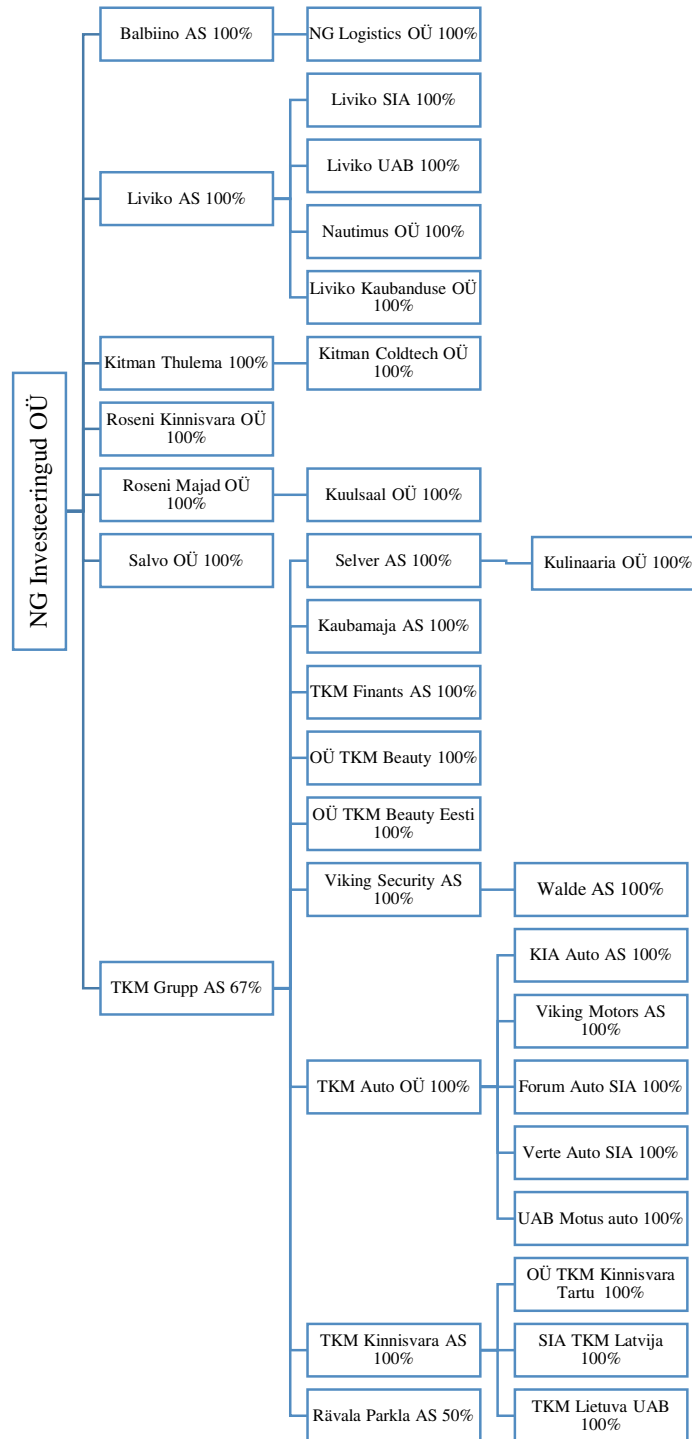 NG Investeeringud OÜ
Balbiino AS 100%
NG Logistics OÜ 100%
Liviko AS 100%
Liviko SIA 100%
Liviko UAB 100%
Nautimus OÜ 100%
Liviko Kaubanduse OÜ
100%
Kitman Thulema 100%
Kitman Coldtech OÜ
100%
Roseni Kinnisvara OÜ
100%
Roseni Majad OÜ
100%
Kuulsaal OÜ 100%
Salvo OÜ 100%
TKM Grupp AS 67%
Selver AS 100%
Kulinaaria OÜ 100%
Kaubamaja AS 100%
TKM Finants AS 100%
OÜ TKM Beauty 100%
OÜ TKM Beauty Eesti
100%
Viking Security AS
100%
Walde AS 100%
TKM Auto OÜ 100%
KIA Auto AS 100%
Viking Motors AS
100%
Forum Auto SIA 100%
Verte Auto SIA 100%
UAB Motus auto 100%
TKM Kinnisvara AS
100%
OÜ TKM Kinnisvara
Tartu 100%
SIA TKM Latvija
100%
TKM Lietuva UAB
100%
Rävala Parkla AS 50%